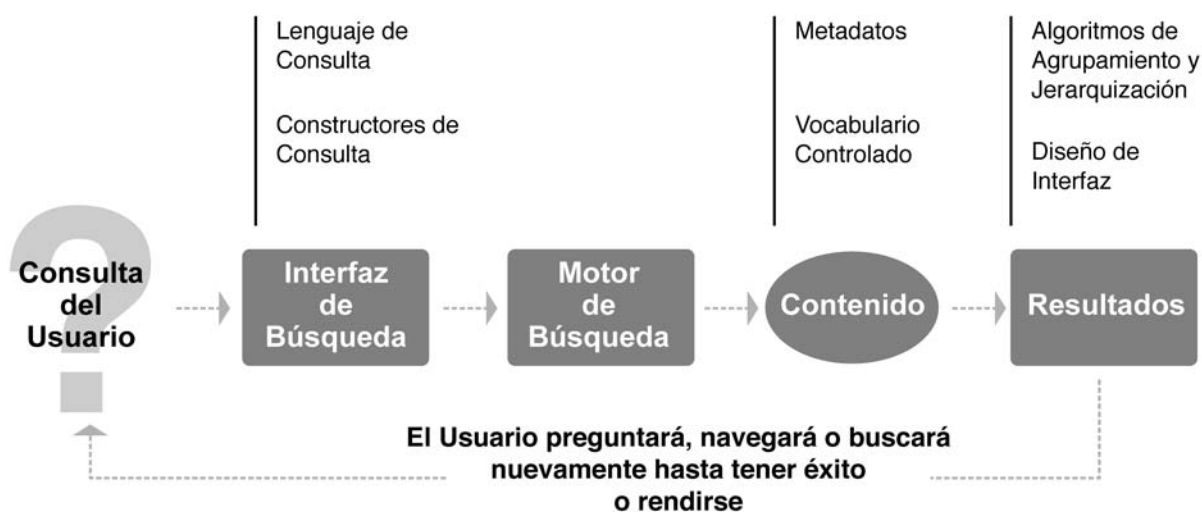 Lenguaje de
Consulta
Constructores de
Consulta
Metadatos
Vocabulario
Controlado
Algoritmos de
Agrupamiento y
Jerarquización
Diseño de
Interfaz
?
Consulta
del
Usuario
Interfaz
de
Búsqueda
Motor
de
Búsqueda
Contenido
Resultados
El Usuario preguntará, navegará o buscará
nuevamente hasta tener éxito
o rendirse